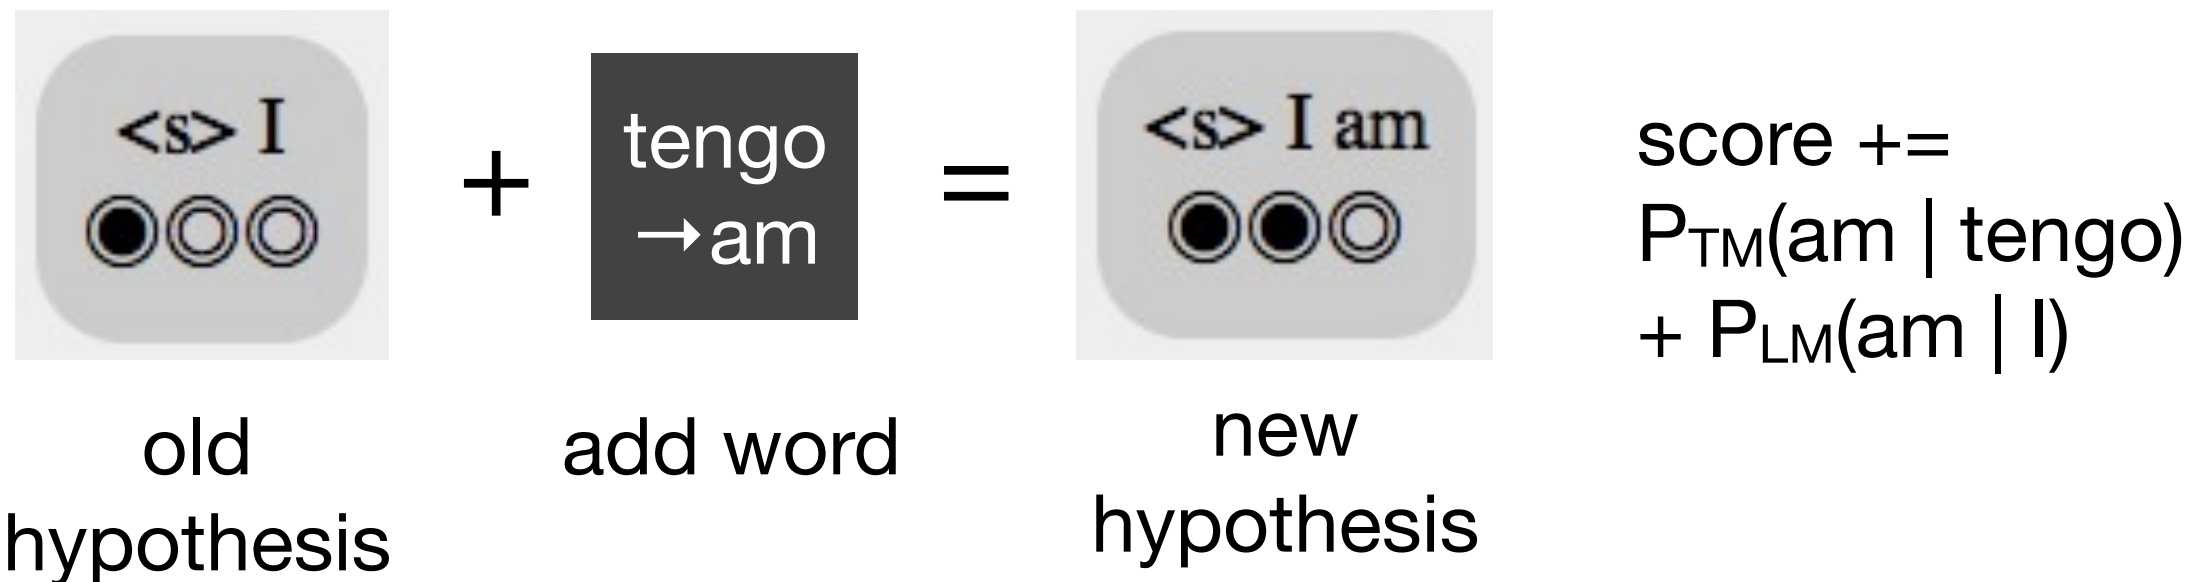 <s> I
+
tengo
→am
=
<s> I am
score +=
PTM(am | tengo)
+ PLM(am | I)
old
hypothesis
add word
new
hypothesis